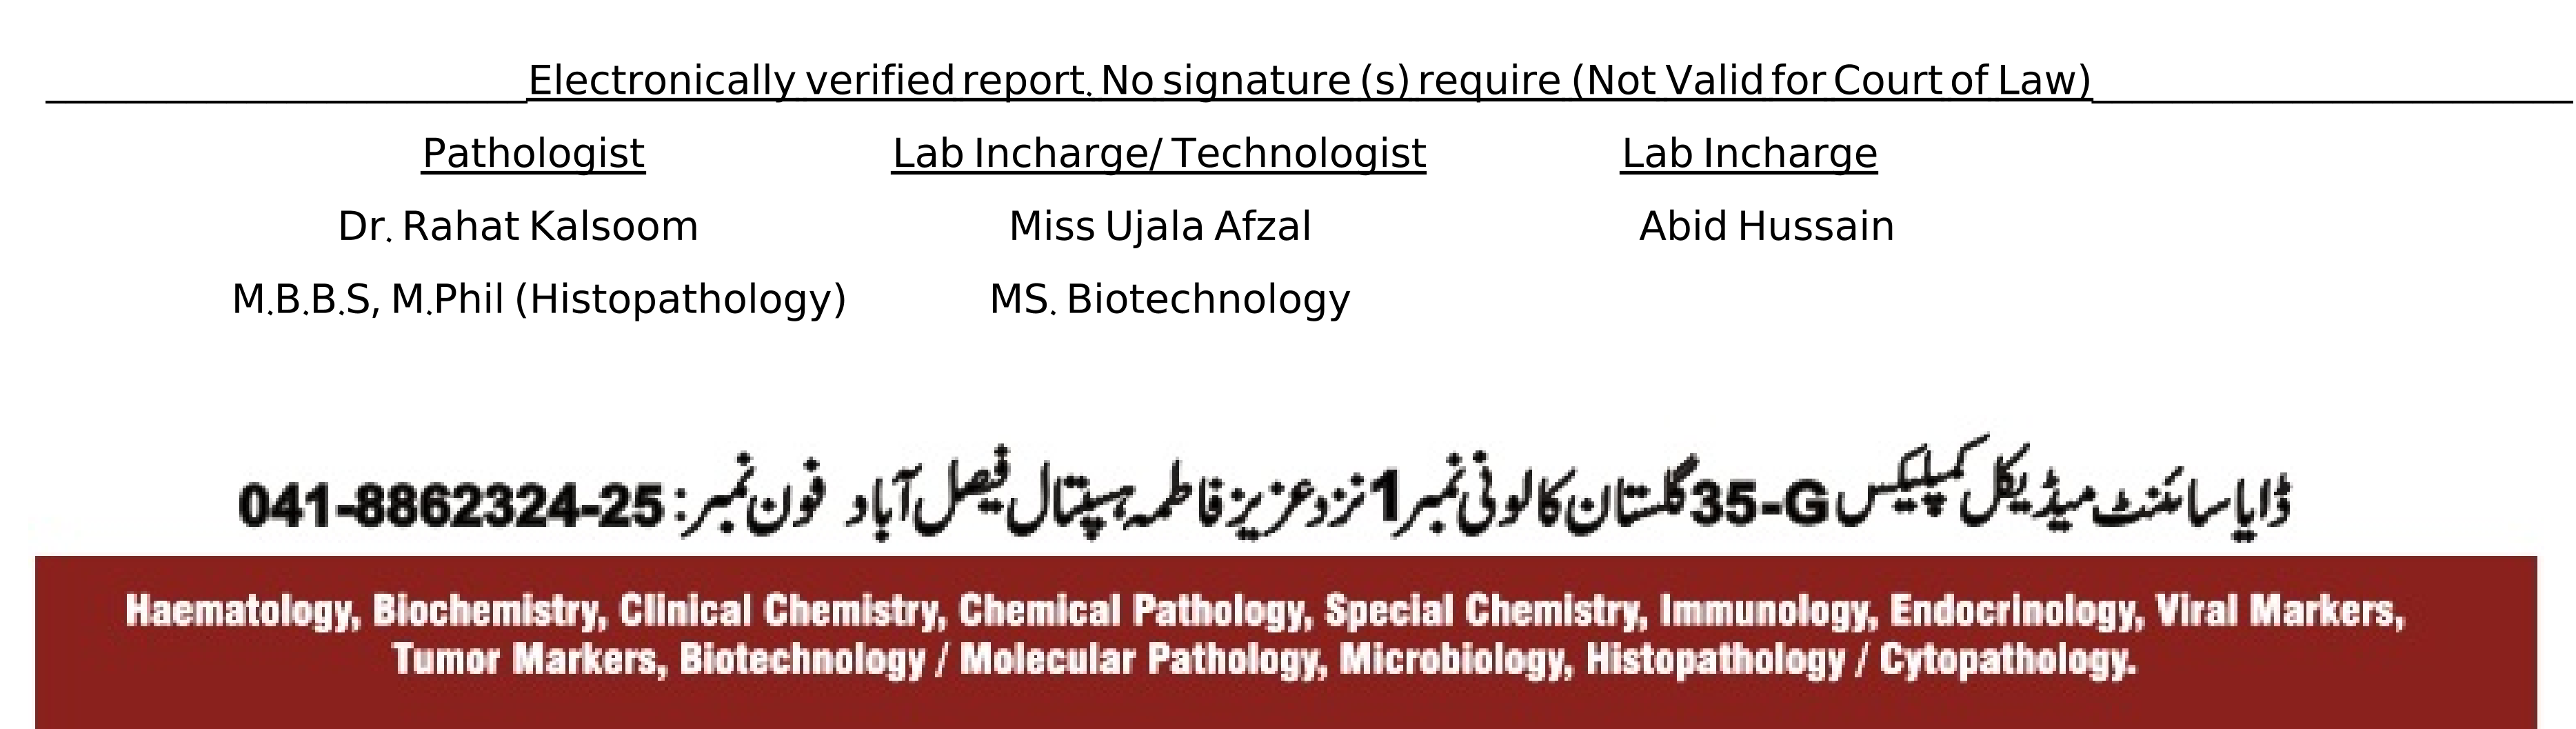 Electronically verified report. No signature (s) require (Not Valid for Court of Law)
Pathologist Lab Incharge/ Technologist Lab Incharge
Dr. Rahat Kalsoom Miss Ujala Afzal Abid Hussain
M.B.B.S, M.Phil (Histopathology) MS. Biotechnology
ڈایا سائنٹ میڈیکل کمپلیکس 35-G گلستان کالونی نمبر 1 نزد عزیز فاطمہ ہسپتال فیصل آباد فون نمبر: 041-8862324-25
Haematology, Biochemistry, Clinical Chemistry, Chemical Pathology, Special Chemistry, Immunology, Endocrinology, Viral Markers,
Tumor Markers, Biotechnology / Molecular Pathology, Microbiology, Histopathology / Cytopathology.